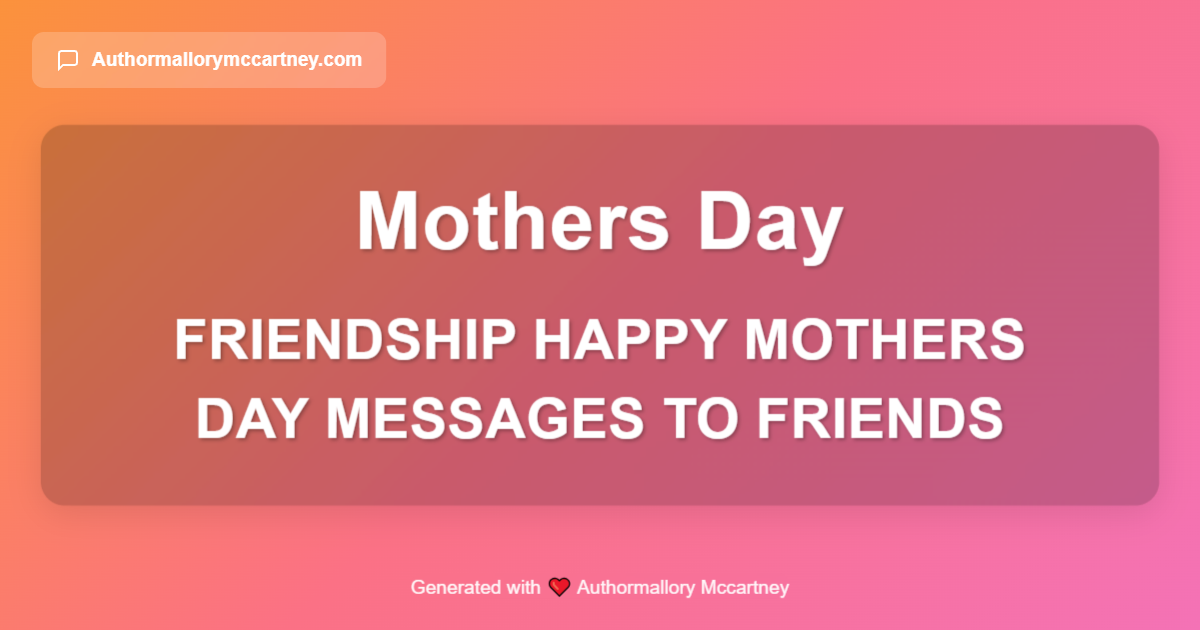 Authormallorymccartney.com
Mothers Day
FRIENDSHIP HAPPY MOTHERS
DAY MESSAGES TO FRIENDS
Generated with ❤️ Authormallory Mccartney